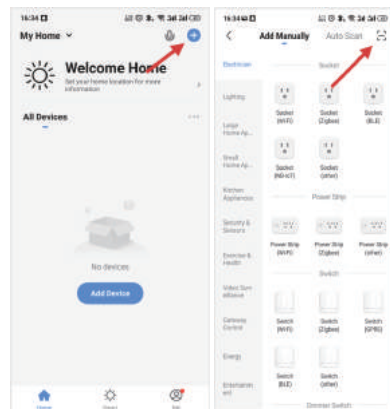 16:34
My Home
Welcome Home
Set your home location for more
information
All Devices
No devices
Add Device
Home
Smart
Me
16:34
Add Manually
Auto Scan
Electrician
Socket
Lighting
Socket
(Wi-Fi)
Socket
(Zigbee)
Socket
(BLE)
Large
Home Ap...
Small
Home Ap...
Socket
(NB-IoT)
Socket
(other)
Kitchen
Appliances
Power Strip
Security &
Sensors
Power Strip
(Wi-Fi)
Power Strip
(Zigbee)
Power Strip
(other)
Exercise &
Health
Switch
Video Surv-
eillance
Gateway
Control
Switch
(Wi-Fi)
Switch
(Zigbee)
Switch
(GPRS)
Energy
Switch
(BLE)
Switch
(other)
Entertainm-
ent
Dimmer Switch